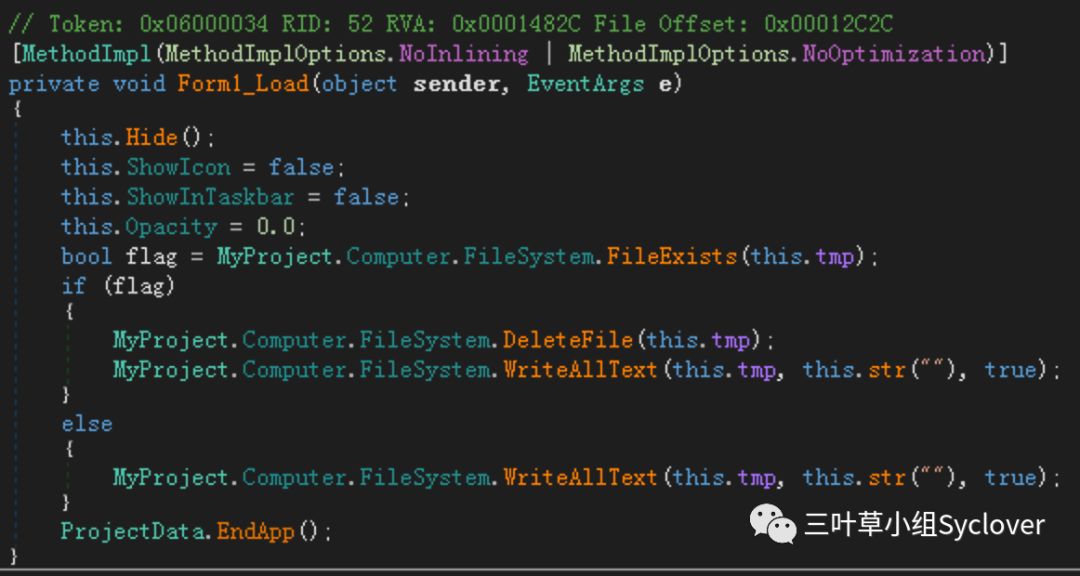 // Token: 0x06000034 RID: 52 RVA: 0x0001482C File Offset: 0x00012C2C
[MethodImpl(MethodImplOptions.NoInlining | MethodImplOptions.NoOptimization)]
private void Form1_Load(object sender, EventArgs e)
{
    this.Hide();
    this.ShowIcon = false;
    this.ShowInTaskbar = false;
    this.Opacity = 0.0;
    bool flag = MyProject.Computer.FileSystem.FileExists(this.tmp);
    if (flag)
    {
        MyProject.Computer.FileSystem.DeleteFile(this.tmp);
        MyProject.Computer.FileSystem.WriteAllText(this.tmp, this.str(""), true);
    }
    else
    {
        MyProject.Computer.FileSystem.WriteAllText(this.tmp, this.str(""), true);
    }
    ProjectData.EndApp();
}
三叶草小组Syclover